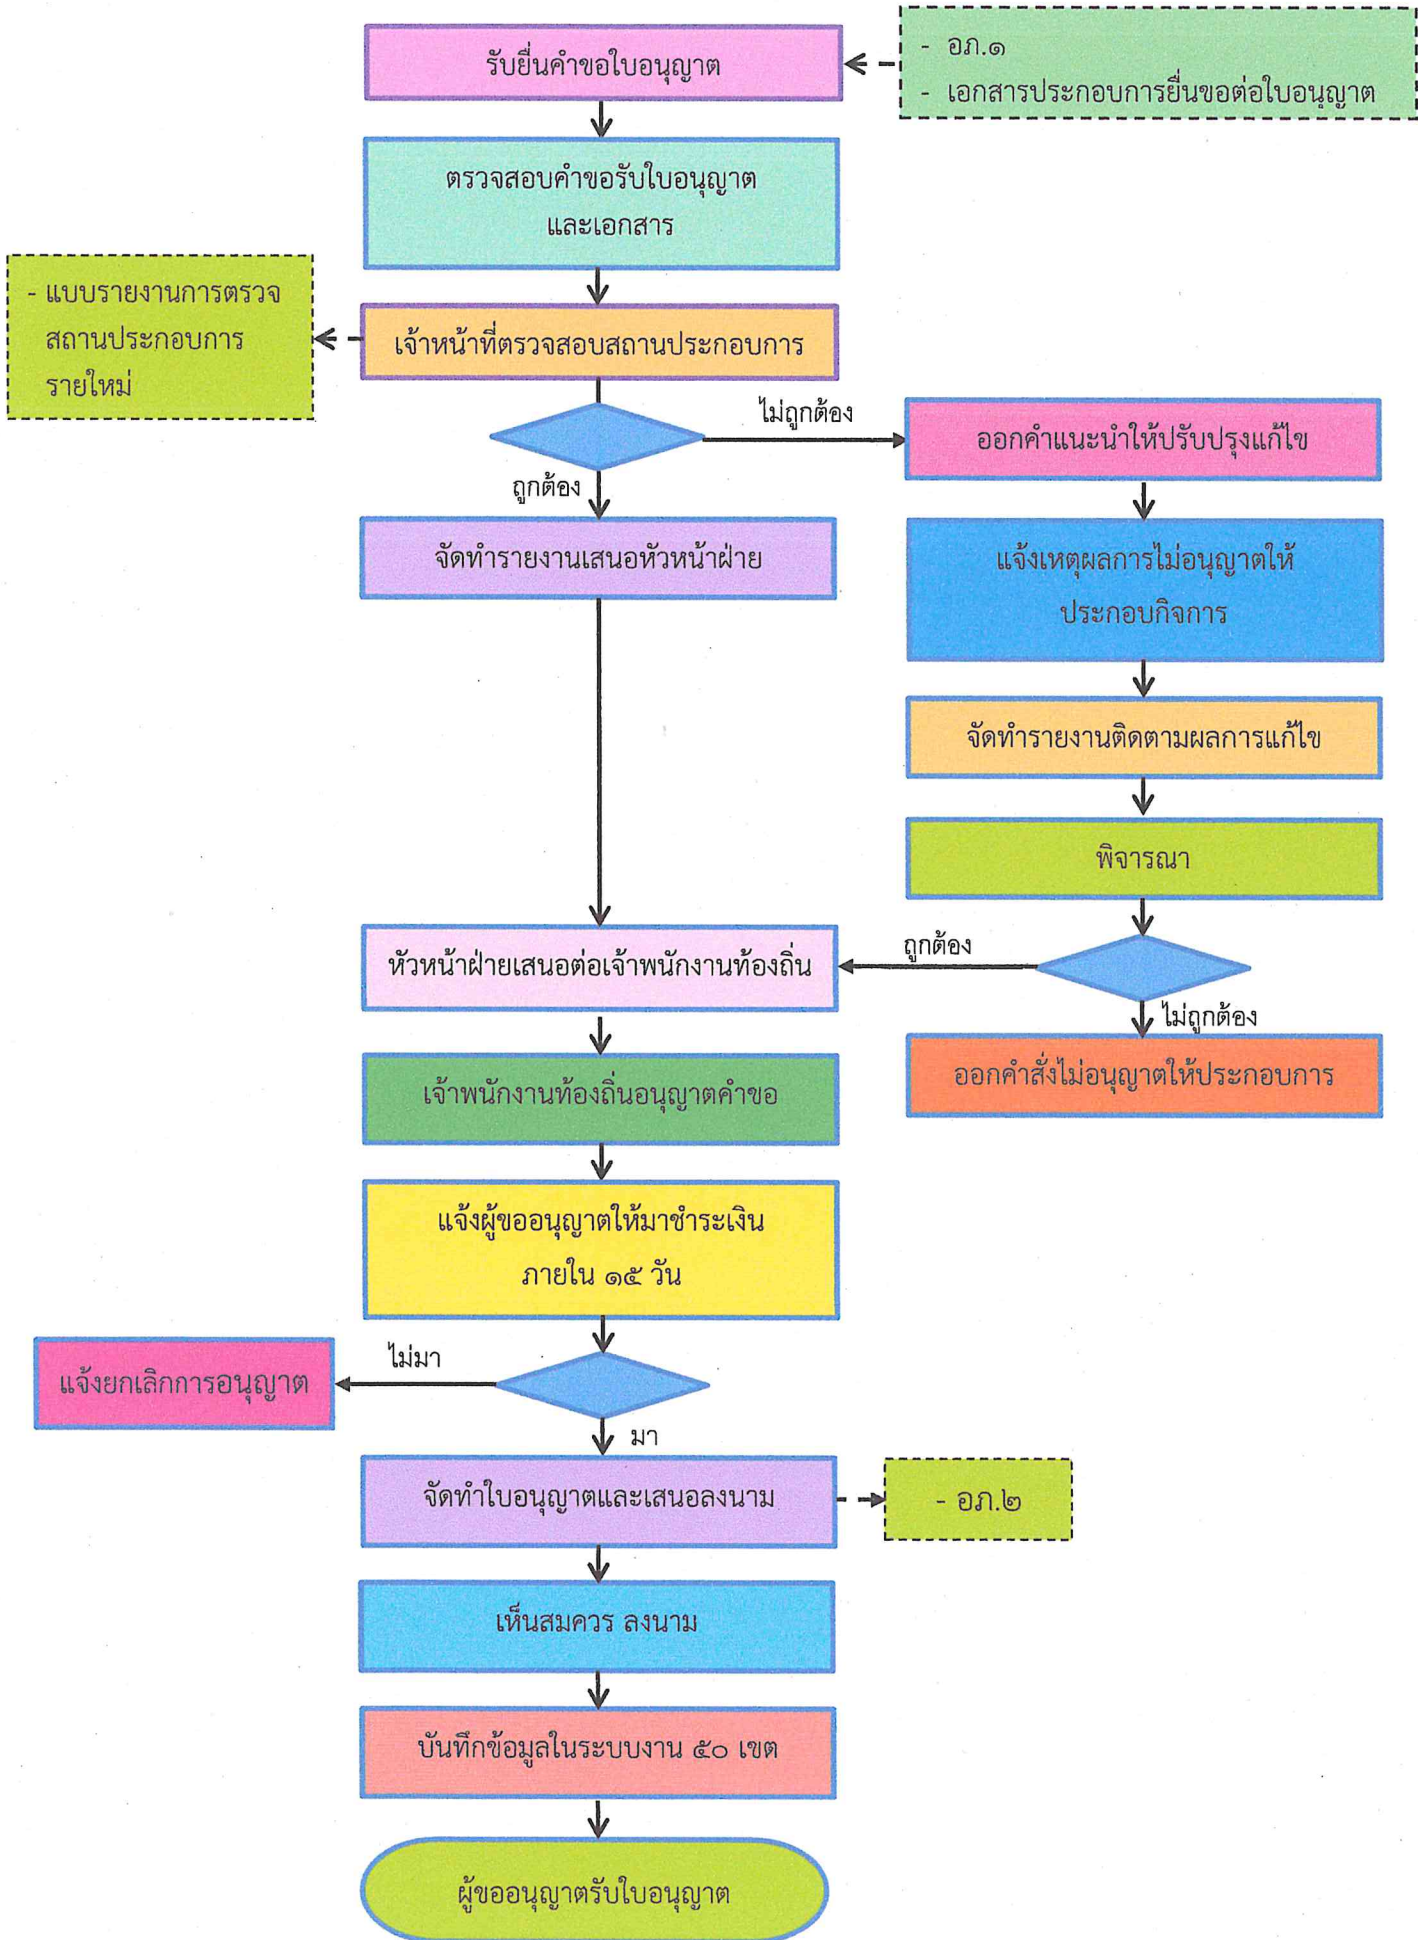 รับยื่นคำขอใบอนุญาต
- อภ.๑
- เอกสารประกอบการยื่นขอต่อใบอนุญาต
ตรวจสอบคำขอรับใบอนุญาต
และเอกสาร
- แบบรายงานการตรวจ
สถานประกอบการ
รายใหม่
เจ้าหน้าที่ตรวจสอบสถานประกอบการ
ไม่ถูกต้อง
ออกคำแนะนำให้ปรับปรุงแก้ไข
ถูกต้อง
จัดทำรายงานเสนอหัวหน้าฝ่าย
แจ้งเหตุผลการไม่อนุญาตให้
ประกอบกิจการ
จัดทำรายงานติดตามผลการแก้ไข
พิจารณา
หัวหน้าฝ่ายเสนอต่อเจ้าพนักงานท้องถิ่น
ถูกต้อง
ไม่ถูกต้อง
ออกคำสั่งไม่อนุญาตให้ประกอบการ
เจ้าพนักงานท้องถิ่นอนุญาตคำขอ
แจ้งผู้ขออนุญาตให้มาชำระเงิน
ภายใน ๑๕ วัน
ไม่มา
แจ้งยกเลิกการอนุญาต
มา
จัดทำใบอนุญาตและเสนอลงนาม
- อภ.๒
เห็นสมควร ลงนาม
บันทึกข้อมูลในระบบงาน ๕๐ เขต
ผู้ขออนุญาตรับใบอนุญาต